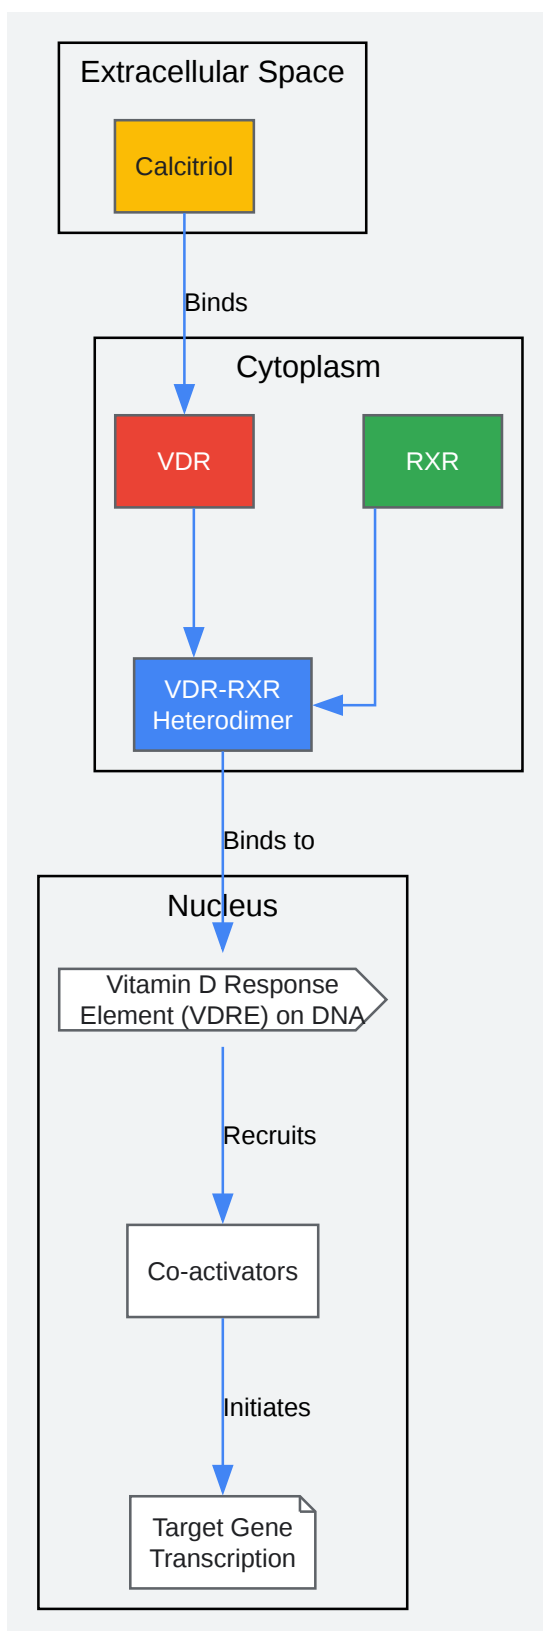 Extracellular Space
Calcitriol
Binds
Cytoplasm
VDR
RXR
VDR-RXR
Heterodimer
Binds to
Nucleus
Vitamin D Response
Element (VDRE) on DNA
Recruits
Co-activators
Initiates
Target Gene
Transcription